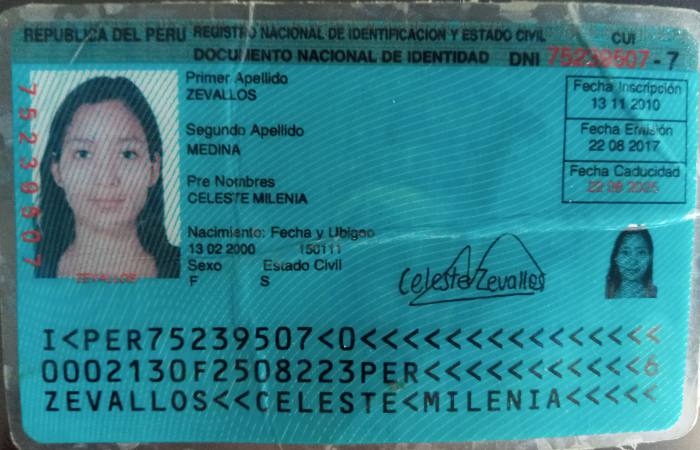 REPUBLICA DEL PERU REGISTRO NACIONAL DE IDENTIFICACION Y ESTADO CIVIL CUI
DOCUMENTO NACIONAL DE IDENTIDAD DNI 75239507 - 7
Primer Apellido
ZEVALLOS
Segundo Apellido
MEDINA
Pre Nombres
CELESTE MILENIA
Nacimiento: Fecha y Ubigeo
13 02 2000 150111
Sexo Estado Civil
F S
Fecha Inscripción
13 11 2010
Fecha Emisión
22 08 2017
Fecha Caducidad
22 08 2025
75239507
ZEVALLOS
Celeste Zevallos
I<PER75239507<0<<<<<<<<<<<<<<<
0002130F2508223PER<<<<<<<<<<<6
ZEVALLOS<<CELESTE<MILENIA<<<<<